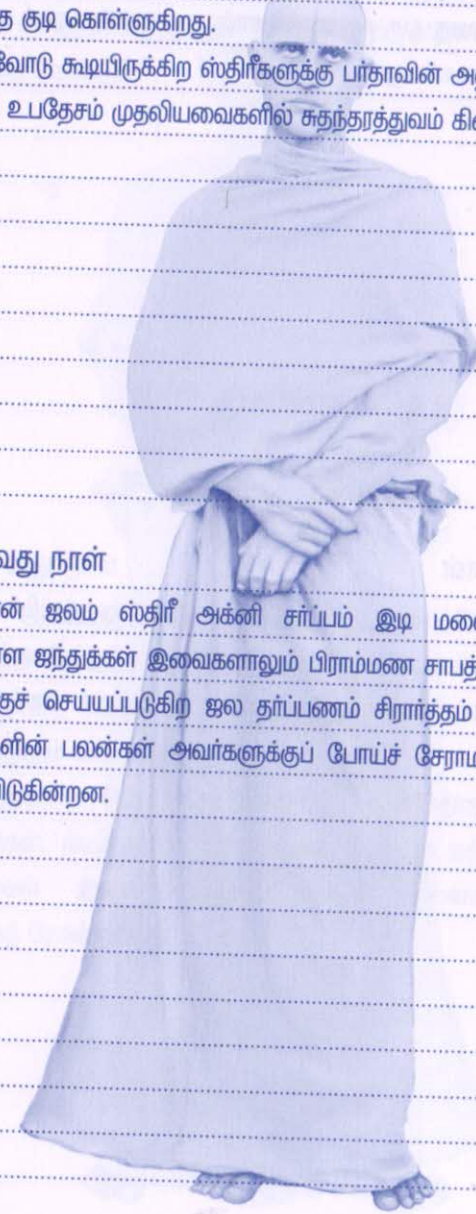 த குடி கொள்ளுகிறது.
வோடு கூடியிருக்கிற ஸ்திரீகளுக்கு பர்தாவின் அ
உபதேசம் முதலியவைகளில் சுதந்தரத்துவம் கி
வது நாள்
ன் ஜலம் ஸ்திரீ அக்னி சர்ப்பம் இடி மலை
ள ஜந்துக்கள் இவைகளாலும் பிராம்மண சாபத்
குச் செய்யப்படுகிற ஜல தர்ப்பணம் சிரார்த்தம்
ளின் பலன்கள் அவர்களுக்குப் போய்ச் சேராம
டுகின்றன.